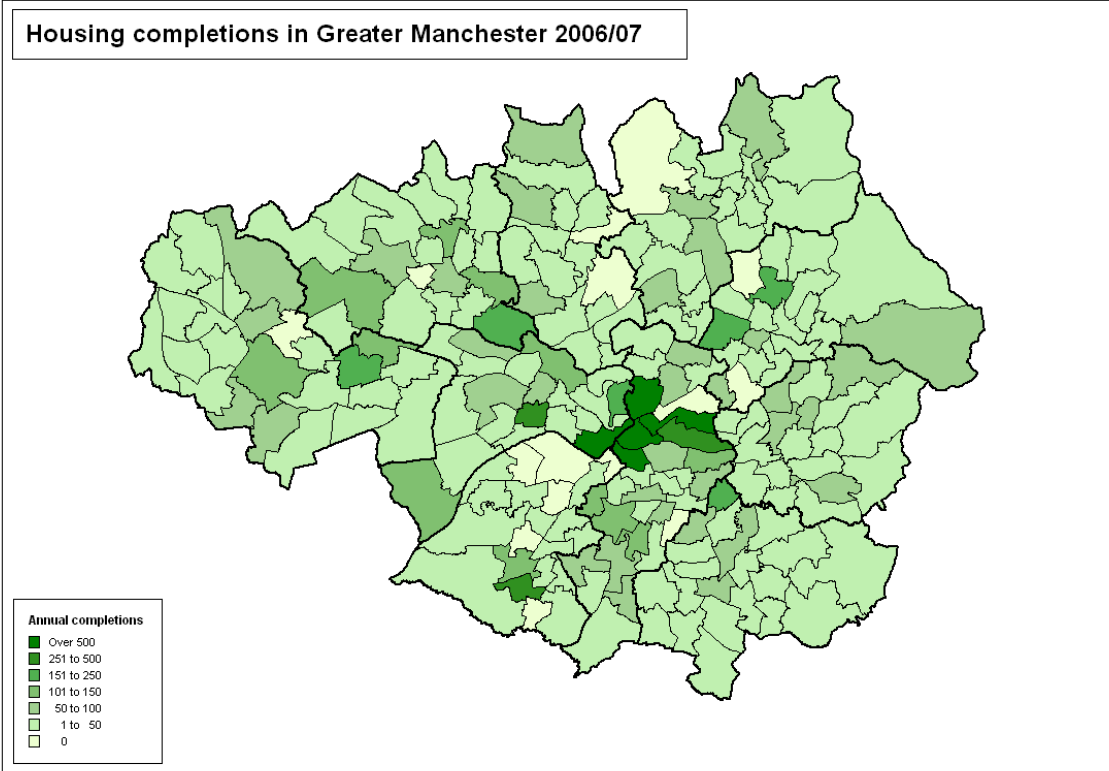 Housing completions in Greater Manchester 2006/07
Annual completions
Over 500
251 to 500
151 to 250
101 to 150
50 to 100
1 to 50
0